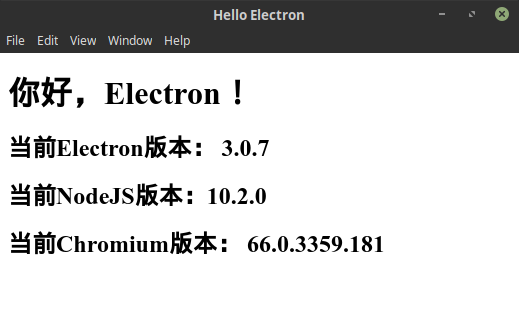 Hello Electron
File Edit View Window Help
你好，Electron！
当前Electron版本： 3.0.7
当前NodeJS版本：10.2.0
当前Chromium版本： 66.0.3359.181